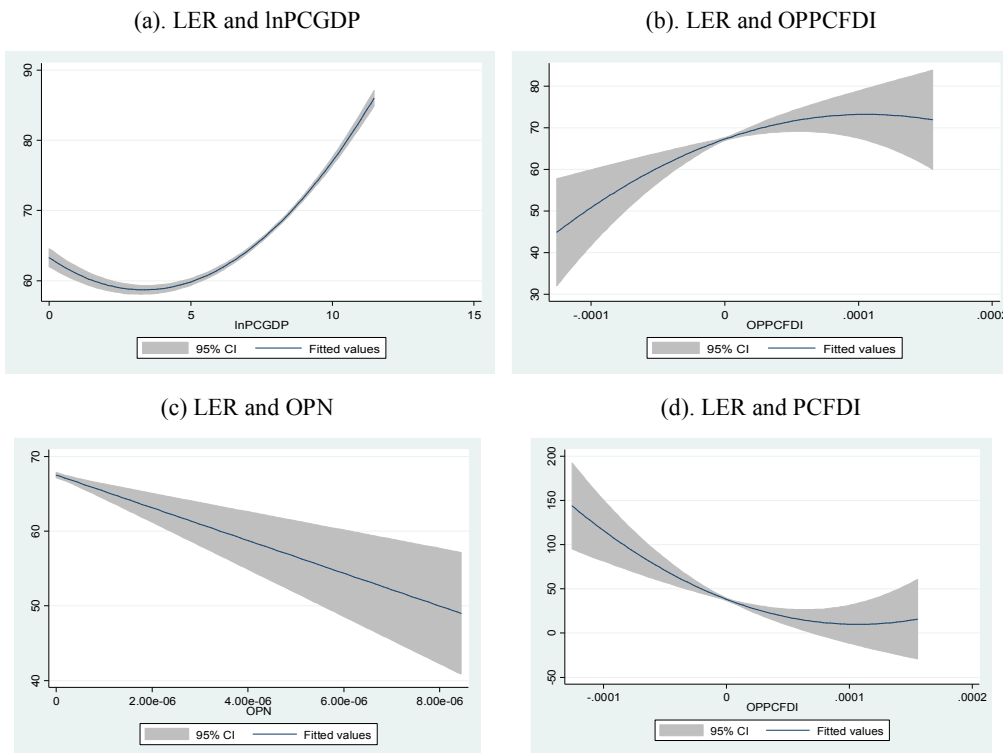 (a). LER and lnPCGDP
90
80
70
60
0
5
10
15
lnPCGDP
95% CI
Fitted values
(b). LER and OPPCFDI
80
70
60
50
40
30
-.0001
0
.0001
.0002
OPPCFDI
95% CI
Fitted values
(c) LER and OPN
70
60
50
40
0
2.00e-06
4.00e-06
6.00e-06
8.00e-06
OPN
95% CI
Fitted values
(d). LER and PCFDI
200
150
100
50
0
-50
-.0001
0
.0001
.0002
OPPCFDI
95% CI
Fitted values